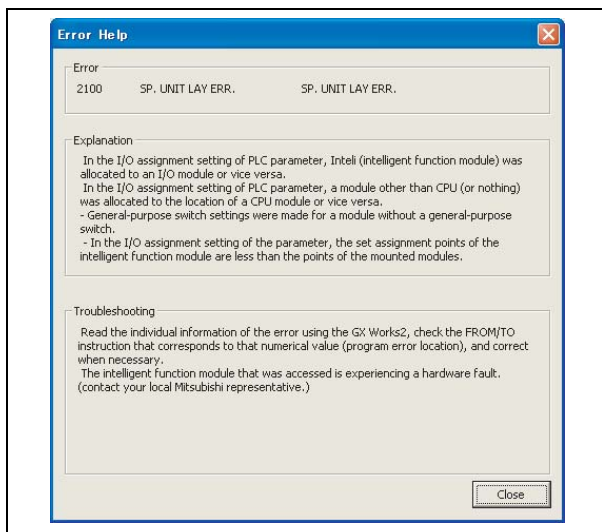 Error Help
Error
2100 SP. UNIT LAY ERR. SP. UNIT LAY ERR.
Explanation
In the I/O assignment setting of PLC parameter, Inteli (intelligent function module) was
allocated to an I/O module or vice versa.
In the I/O assignment setting of PLC parameter, a module other than CPU (or nothing)
was allocated to the location of a CPU module or vice versa.
- General-purpose switch settings were made for a module without a general-purpose
switch.
- In the I/O assignment setting of the parameter, the set assignment points of the
intelligent function module are less than the points of the mounted modules.
Troubleshooting
Read the individual information of the error using the GX Works2, check the FROM/TO
instruction that corresponds to that numerical value (program error location), and correct
when necessary.
The intelligent function module that was accessed is experiencing a hardware fault.
(contact your local Mitsubishi representative.)
Close